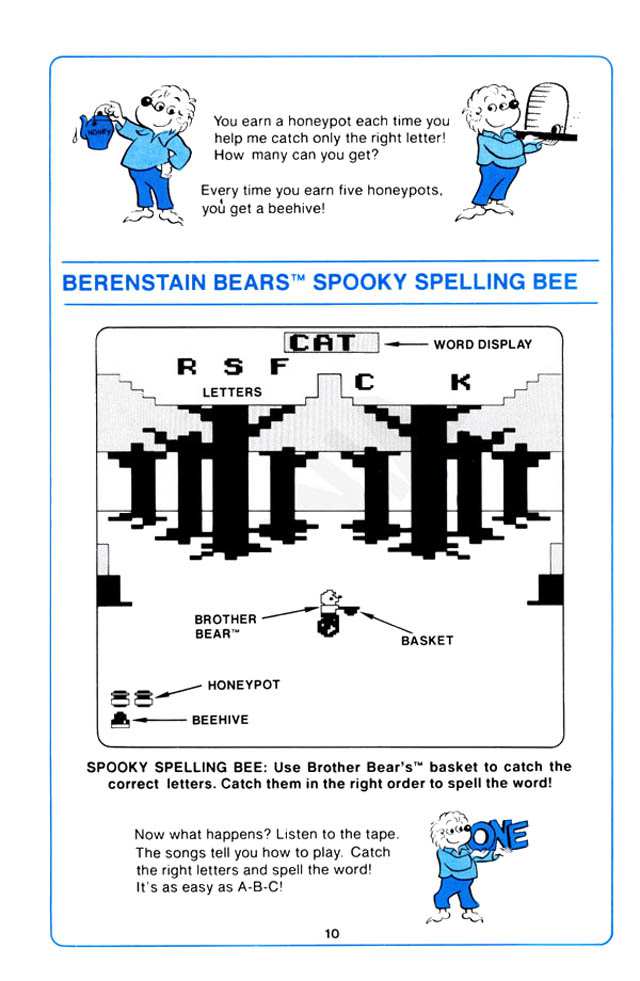 You earn a honeypot each time you
help me catch only the right letter!
How many can you get?
HONEY
Every time you earn five honeypots,
you get a beehive!
BERENSTAIN BEARS™ SPOOKY SPELLING BEE
CAT
WORD DISPLAY
R S F
C K
LETTERS
BROTHER
BEAR™
BASKET
HONEYPOT
BEEHIVE
SPOOKY SPELLING BEE: Use Brother Bear's™ basket to catch the
correct letters. Catch them in the right order to spell the word!
Now what happens? Listen to the tape.
The songs tell you how to play. Catch
the right letters and spell the word!
It's as easy as A-B-C!
ONE
10